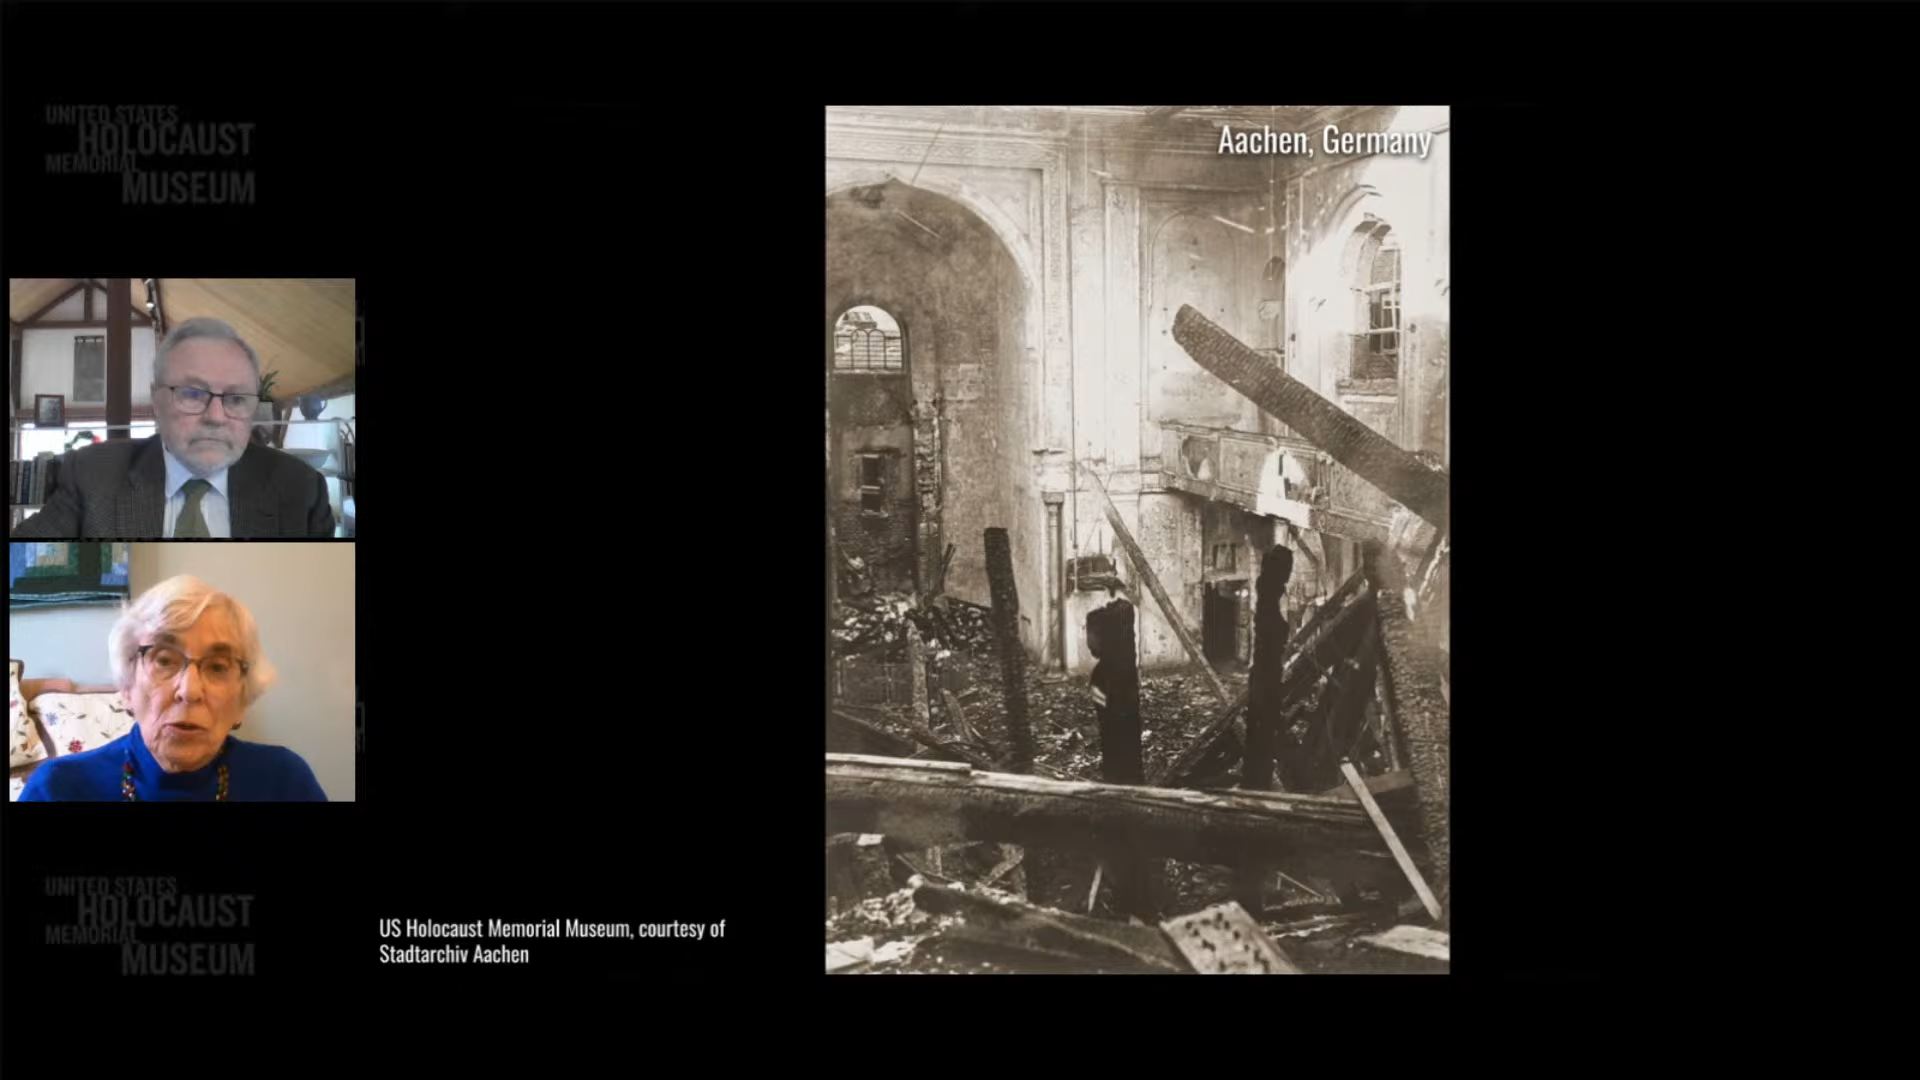 UNITED STATES
HOLOCAUST
MEMORIAL
MUSEUM
Aachen, Germany
US Holocaust Memorial Museum, courtesy of
Stadtarchiv Aachen
UNITED STATES
HOLOCAUST
MEMORIAL
MUSEUM